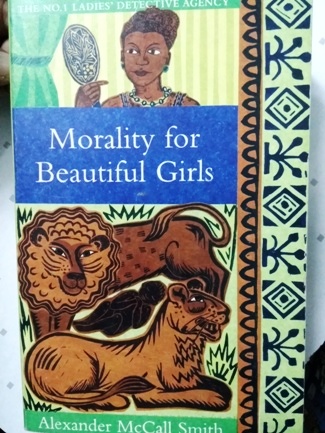 THE NO.1 LADIES' DETECTIVE AGENCY
Morality for
Beautiful Girls
Alexander McCall Smith